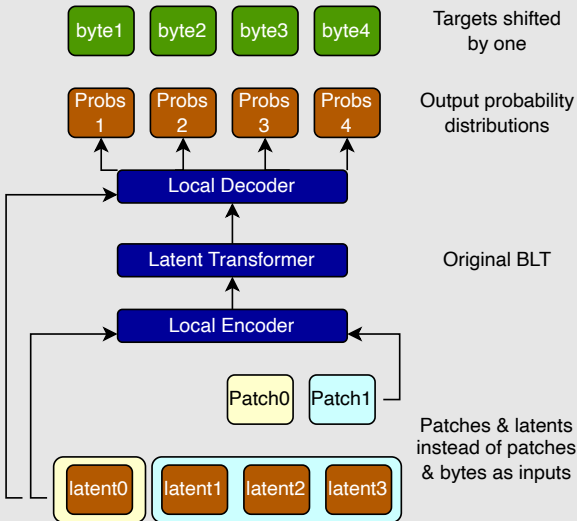 byte1 byte2 byte3 byte4
Targets shifted
by one
Probs Probs Probs Probs
1 2 3 4
Output probability
distributions
Local Decoder
Latent Transformer
Original BLT
Local Encoder
Patch0 Patch1
Patches & latents
instead of patches
& bytes as inputs
latent0 latent1 latent2 latent3